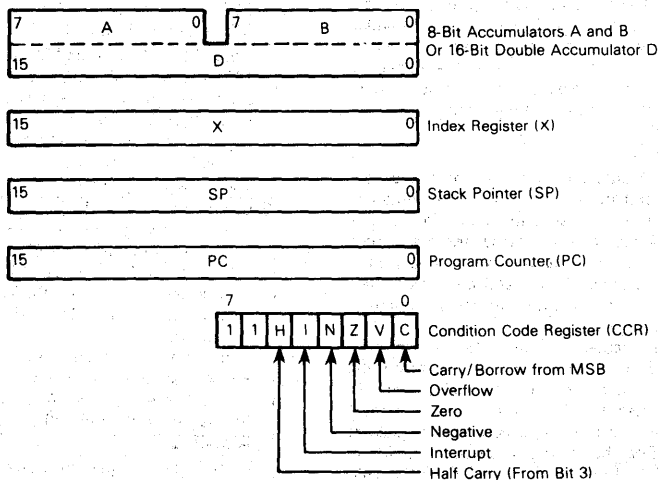 7 A 0 7 B 0
8-Bit Accumulators A and B
Or 16-Bit Double Accumulator D
15 D 0
15 X 0 Index Register (X)
15 SP 0 Stack Pointer (SP)
15 PC 0 Program Counter (PC)
7 0
1 1 H I N Z V C Condition Code Register (CCR)
Carry/Borrow from MSB
Overflow
Zero
Negative
Interrupt
Half Carry (From Bit 3)